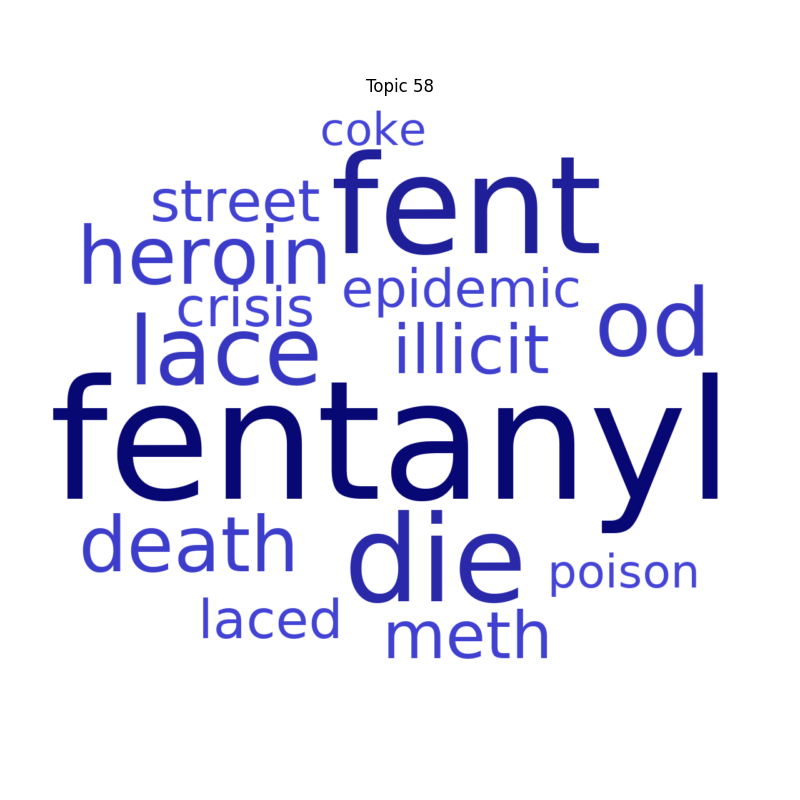 Topic 58
coke
fent
street
heroin
epidemic
crisis
od
lace
illicit
fentanyl
death
die
poison
laced
meth